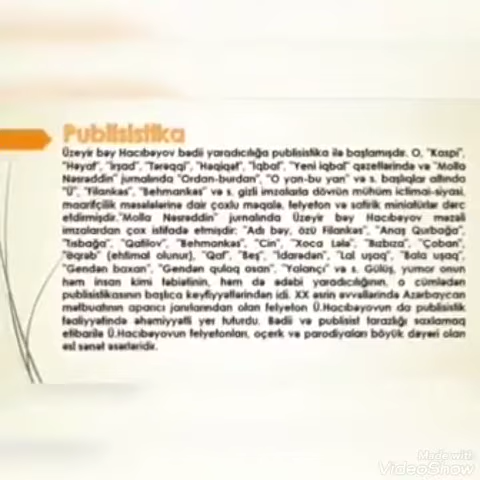 Publisistika
Üzeyir bəy Hacıbəyov bədii yaradıcılığa publisistika ilə başlamışdır. O, "Kaspi",
"Həyat", "İrşad", "Tərəqqi", "Həqiqət", "İqbal", "Yeni iqbal" qəzetlərində və "Molla
Nəsrəddin" jurnalında "Ordan-burdan", "O yan-bu yan" və s. başlıqlar altında
"Ü", "Filankəs", "Behmankəs" və s. gizli imzalarla dövrün mühüm ictimai-siyasi,
maarifçilik məsələlərinə dair çoxlu məqalə, felyeton və satirik miniatürlər dərc
etdirmişdir."Molla Nəsrəddin" jurnalında Üzeyir bəy Hacıbəyov məzəli
imzalardan çox istifadə etmişdir: "Adı bəy, özü Filankəs", "Anaş Qurbağa",
"Tısbağa", "Qatilov", "Behmənkəs", "Cin", "Xoca Lələ", "Bızbıza", "Çoban",
"Əqrəb" (ehtimal olunur), "Qaf", "Beş", "İdarədən", "Lal uşaq", "Bala uşaq",
"Gendən baxan", "Gendən qulaq asan", "Yalançı" və s. Gülüş, yumor onun
həm insan kimi təbiətinin, həm də ədəbi yaradıcılığının, o cümlədən
publisistikasının başlıca keyfiyyətlərindən idi. XX əsrin əvvəllərində Azərbaycan
mətbuatının aparıcı janrlarından olan felyeton Ü.Hacıbəyovun da publisistik
fəaliyyətində əhəmiyyətli yer tuturdu. Bədii və publisist tarazlığı saxlamaq
etibarilə Ü.Hacıbəyovun felyetonları, oçerk və parodiyaları böyük dəyəri olan
əsl sənət əsərləridir.
Made with
VideoShow